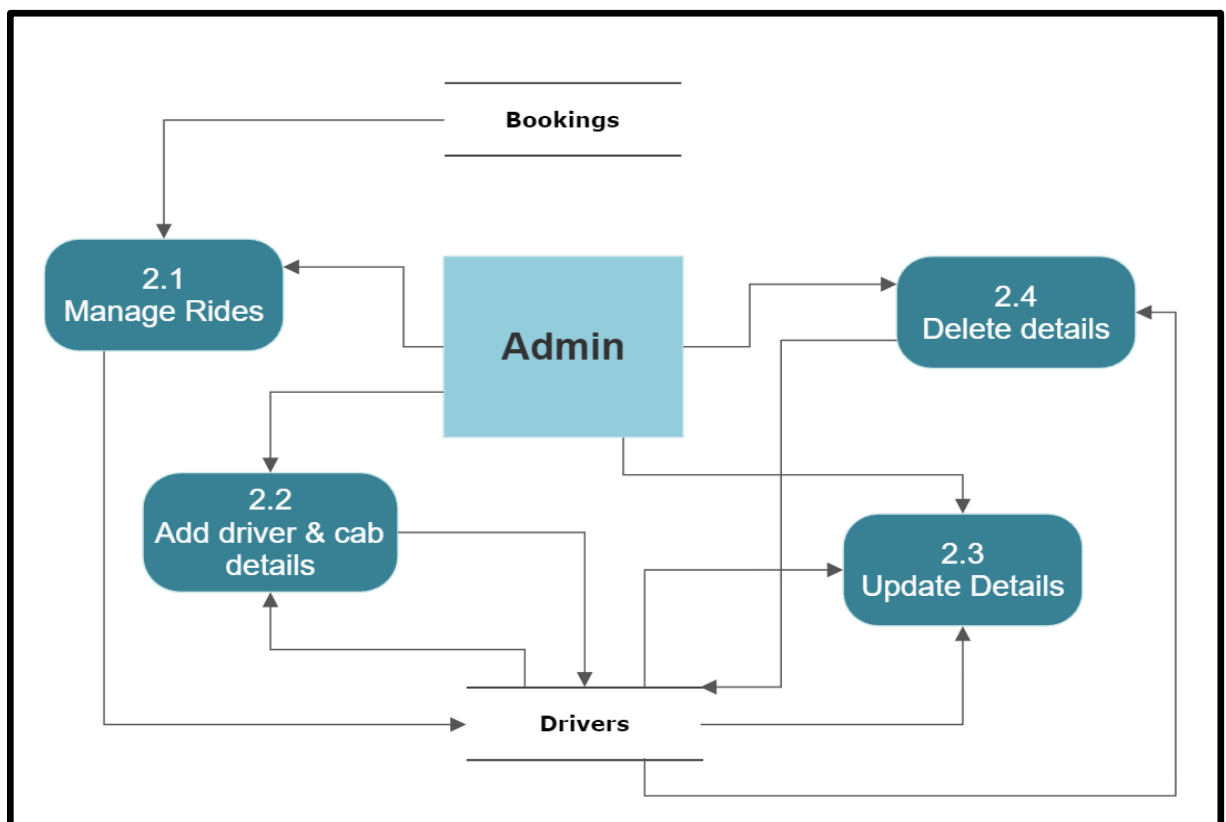 Bookings
2.1
Manage Rides
Admin
2.4
Delete details
2.2
Add driver & cab
details
2.3
Update Details
Drivers